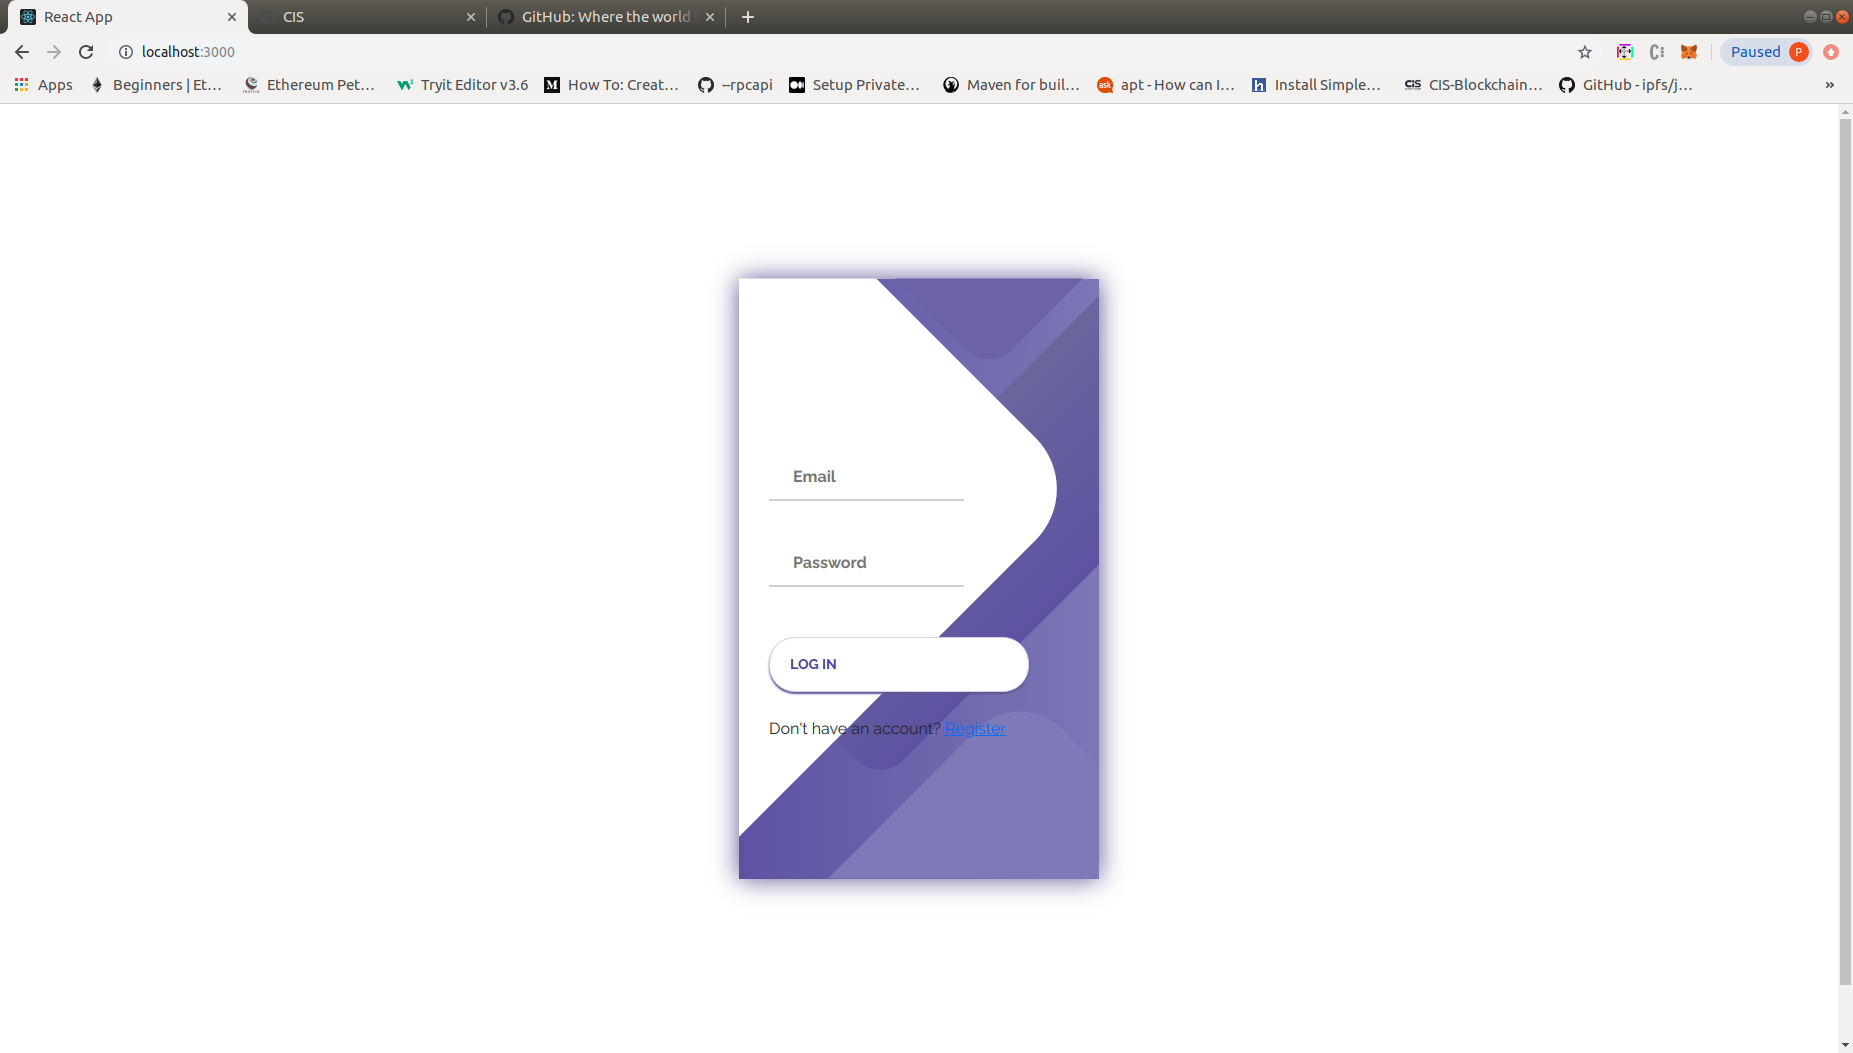 React App
CIS
GitHub: Where the world
localhost:3000
Paused P
Apps
Beginners | Et...
Ethereum Pet...
Tryit Editor v3.6
M How To: Creat...
--rpcapi
Setup Private...
Maven for buil...
ask apt - How can I...
h Install Simple...
CIS CIS-Blockchain...
GitHub - ipfs/j...
»
Email
Password
LOG IN
Don't have an account? Register